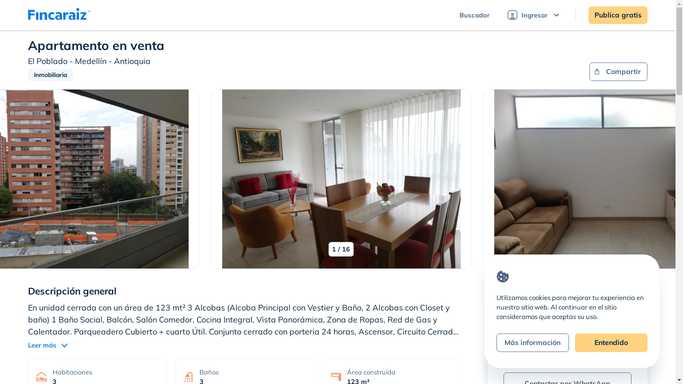 Fincaraiz
Buscador
Ingresar
Publica gratis
Apartamento en venta
El Poblado - Medellín - Antioquia
Inmobiliaria
Compartir
1 / 16
Descripción general
En unidad cerrada con un área de 123 mt² 3 Alcobas (Alcoba Principal con Vestier y Baño, 2 Alcobas con Closet y
baño) 1 Baño Social, Balcón, Salón Comedor, Cocina Integral, Vista Panorámica, Zona de Ropas, Red de Gas y
Calentador. Parqueadero Cubierto + cuarto Útil. Conjunto cerrado con porteria 24 horas, Ascensor, Circuito Cerrad...
Leer más
Habitaciones
3
Baños
3
Área construida
123 m²
Utilizamos cookies para mejorar tu experiencia en
nuestro sitio web. Al continuar en el sitio
consideramos que aceptas su uso.
Más información
Entendido
Contactar por WhatsApp